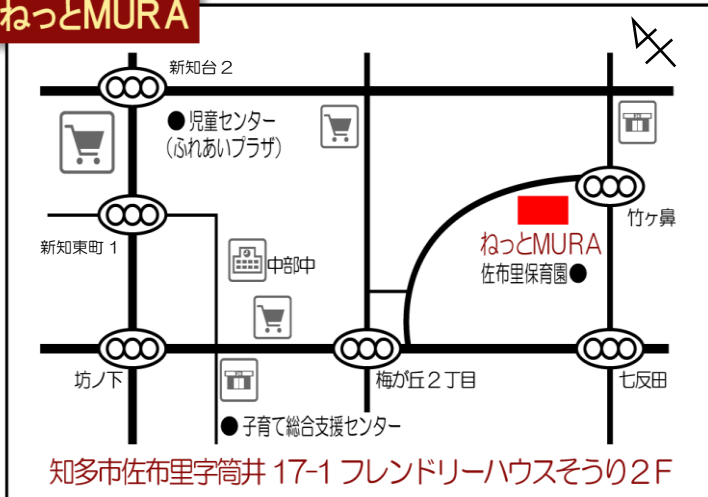 ねっとMURA
新知台2
●児童センター
(ふれあいプラザ)
竹ヶ鼻
新知東町1
ねっとMURA
中部中
佐布里保育園●
坊ノ下
梅が丘2丁目
七反田
●子育て総合支援センター
知多市佐布里字筒井 17-1 フレンドリーハウスそうり2F